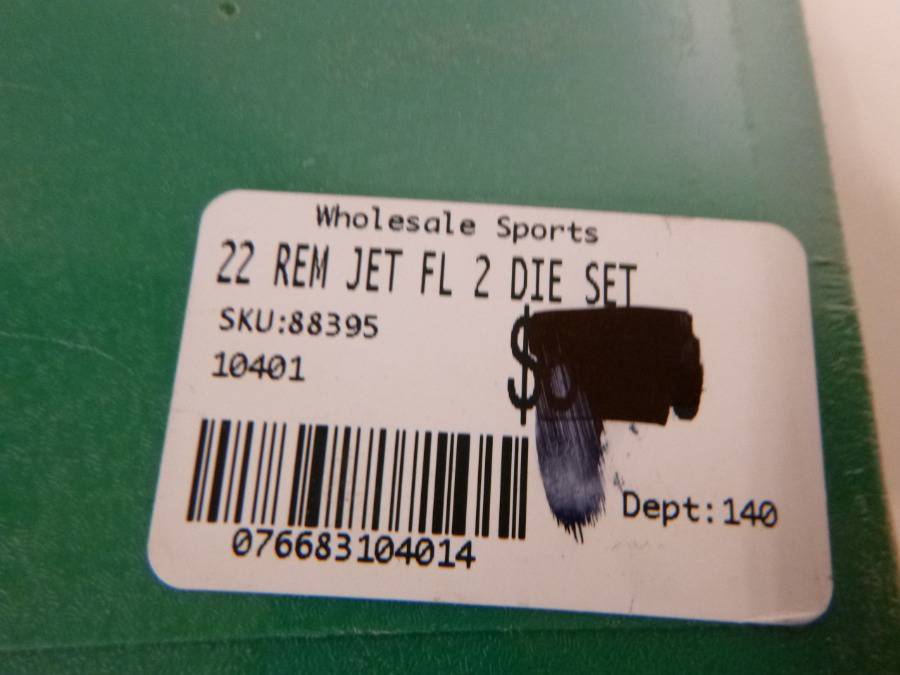 Wholesale Sports
22 REM JET FL 2 DIE SET
SKU:88395
10401
$
076683104014
Dept:140